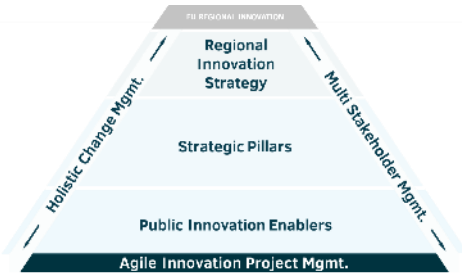 EU REGIONAL INNOVATION
Regional
Innovation
Strategy
Holistic Change Mgmt.
Multi Stakeholder Mgmt.
Strategic Pillars
Public Innovation Enablers
Agile Innovation Project Mgmt.